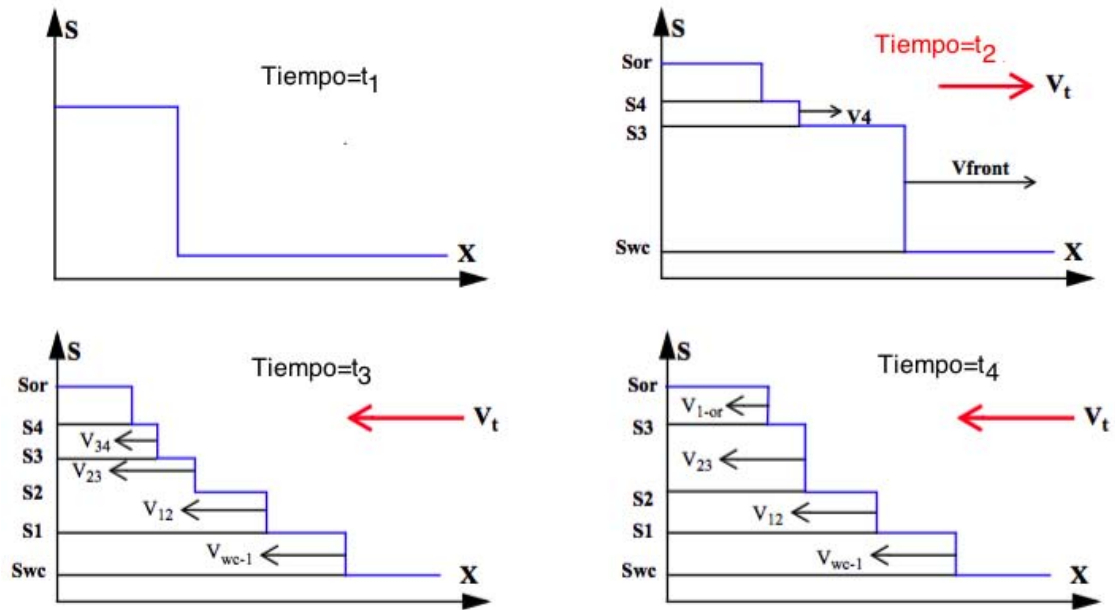 S
Tiempo=t1
X
S
Tiempo=t2
Sor
Vt
S4
V4
S3
Vfront
Swc
X
S
Tiempo=t3
Sor
Vt
S4
V34
S3
V23
S2
V12
S1
Vwc-1
Swc
X
S
Tiempo=t4
Sor
V1-or
Vt
S3
V23
S2
V12
S1
Vwc-1
Swc
X